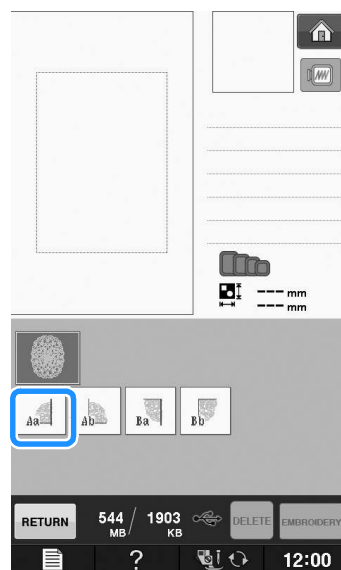 --- mm
--- mm
Aa Ab Ba Bb
RETURN 544 MB / 1903 KB DELETE EMBROIDERY
? 12:00